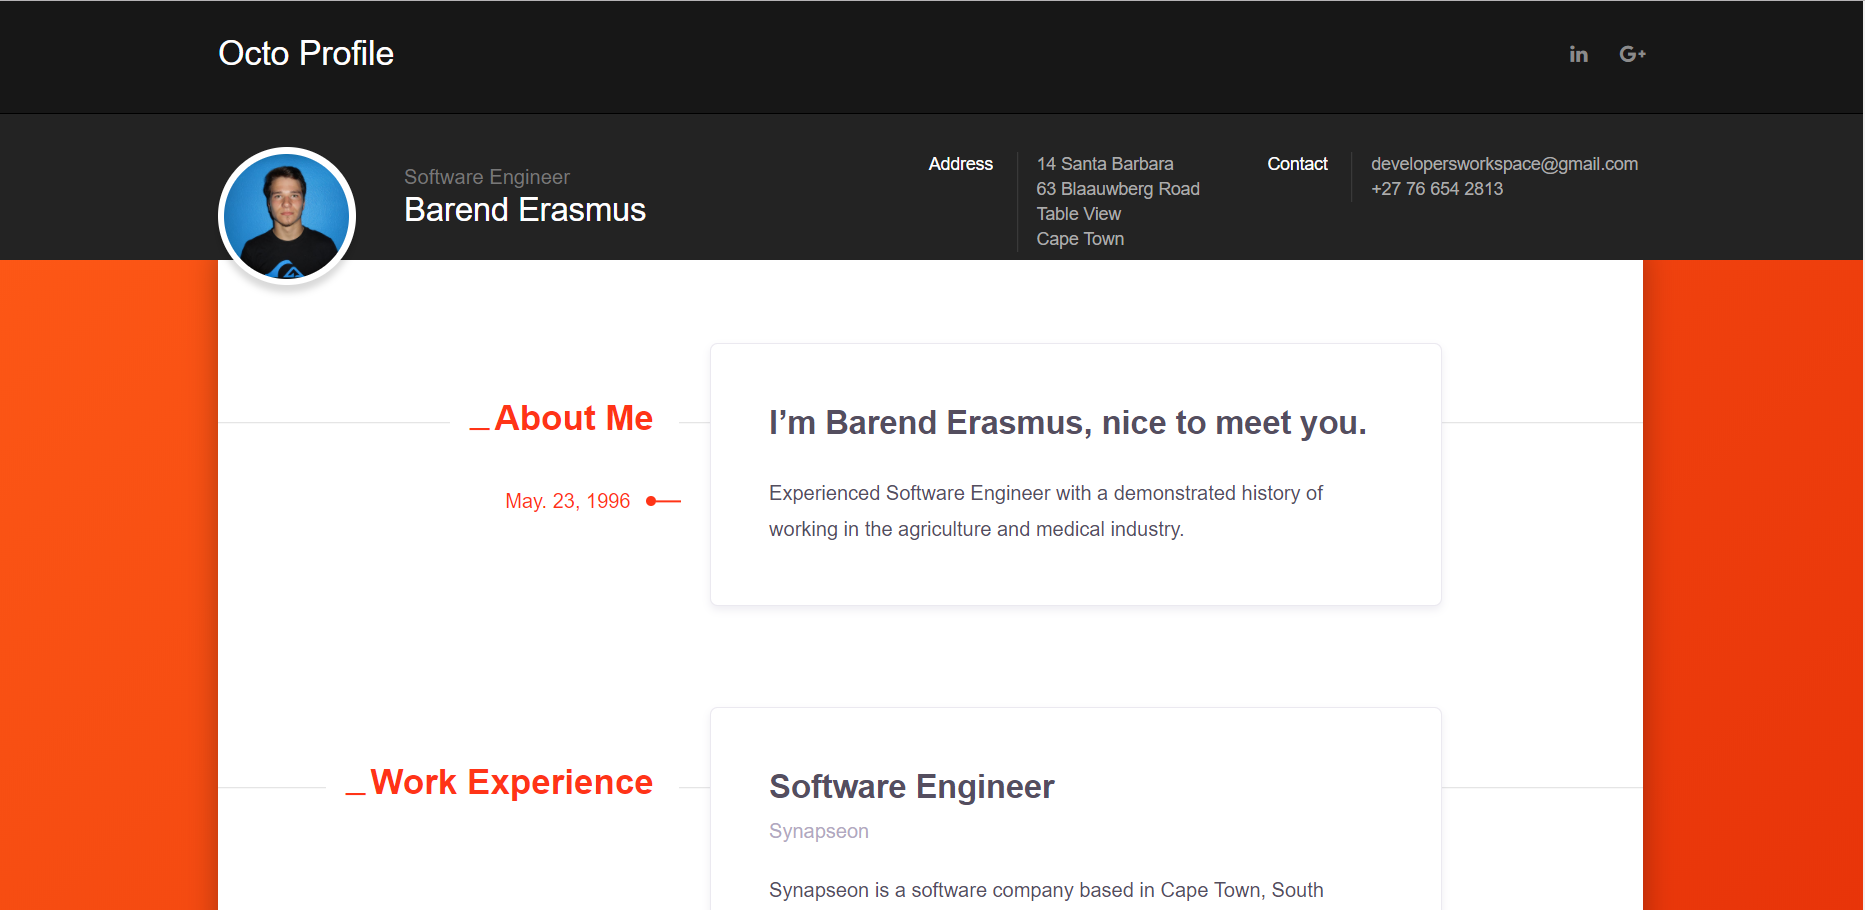 Octo Profile
in G+
Software Engineer
Barend Erasmus
Address
14 Santa Barbara
63 Blaauwberg Road
Table View
Cape Town
Contact
developersworkspace@gmail.com
+27 76 654 2813
_About Me
May. 23, 1996
I’m Barend Erasmus, nice to meet you.
Experienced Software Engineer with a demonstrated history of
working in the agriculture and medical industry.
_Work Experience
Software Engineer
Synapseon
Synapseon is a software company based in Cape Town, South